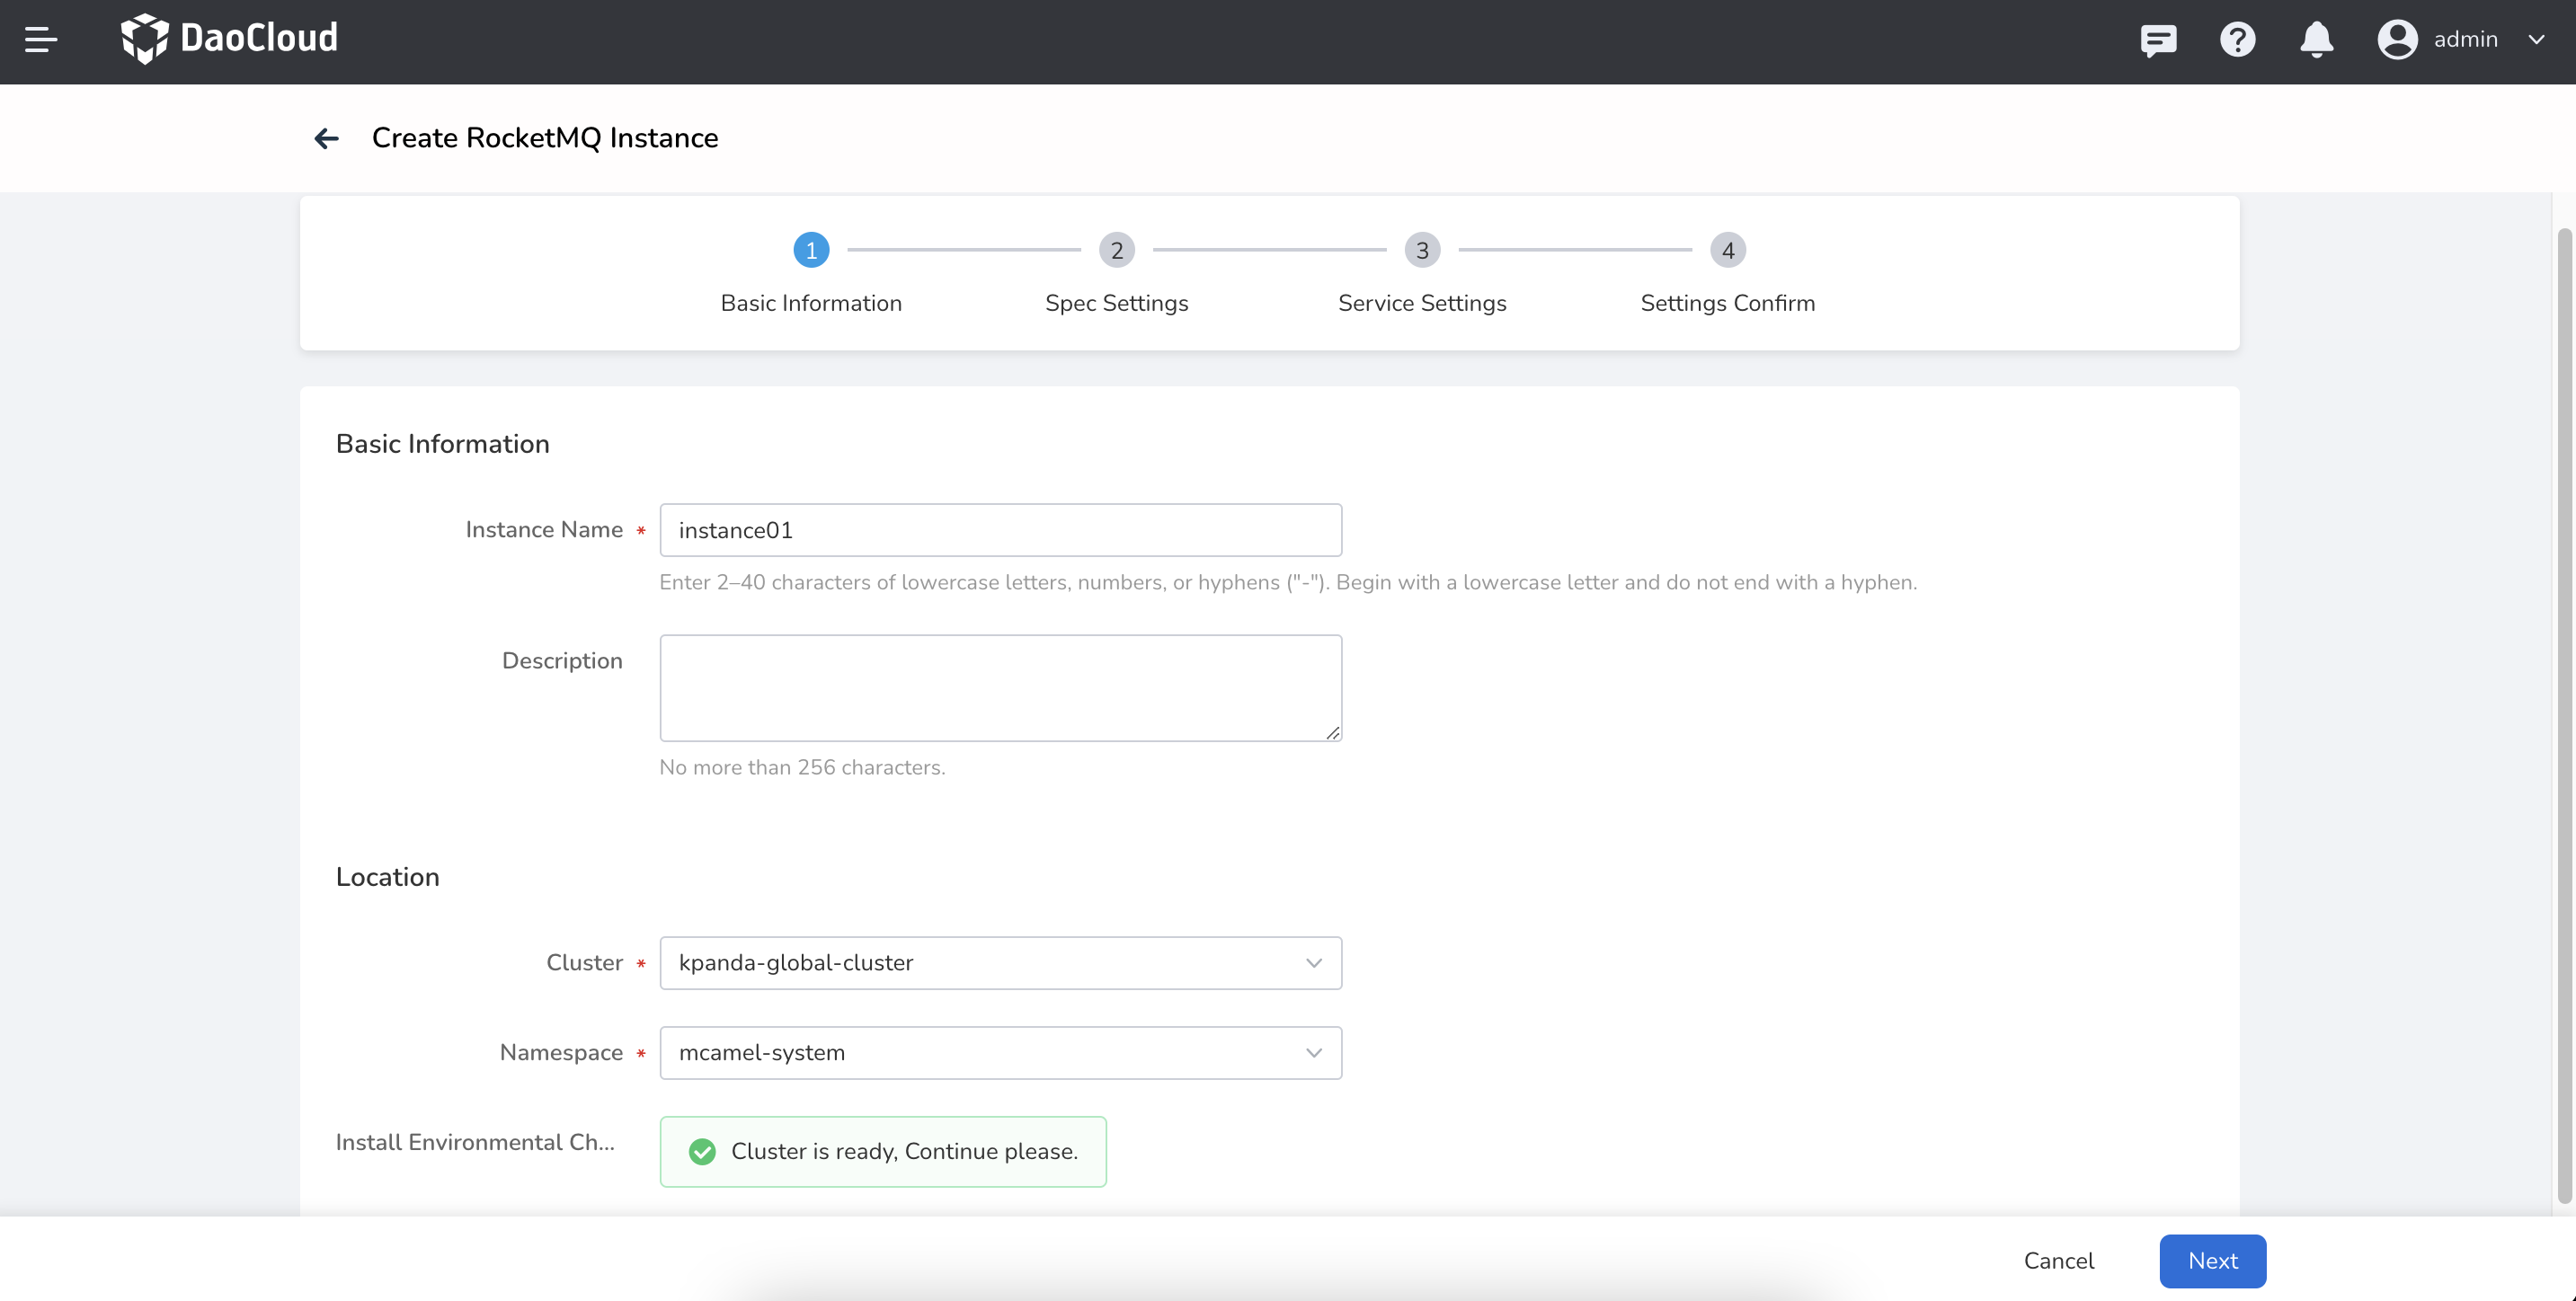 DaoCloud
admin
Create RocketMQ Instance
1
2
3
4
Basic Information
Spec Settings
Service Settings
Settings Confirm
Basic Information
Instance Name * instance01
Enter 2–40 characters of lowercase letters, numbers, or hyphens ("-"). Begin with a lowercase letter and do not end with a hyphen.
Description
No more than 256 characters.
Location
Cluster * kpanda-global-cluster
Namespace * mcamel-system
Install Environmental Ch... Cluster is ready, Continue please.
Cancel
Next